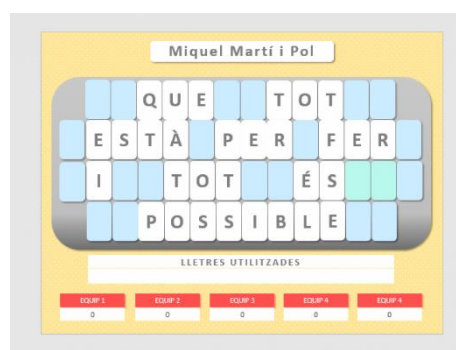 Miquel Martí i Pol
QUE TOT
ESTÀ PER FER
I TOT ÉS
POSSIBLE
LLETRES UTILITZADES
EQUIP 1 EQUIP 2 EQUIP 3 EQUIP 4 EQUIP 4
0 0 0 0 0